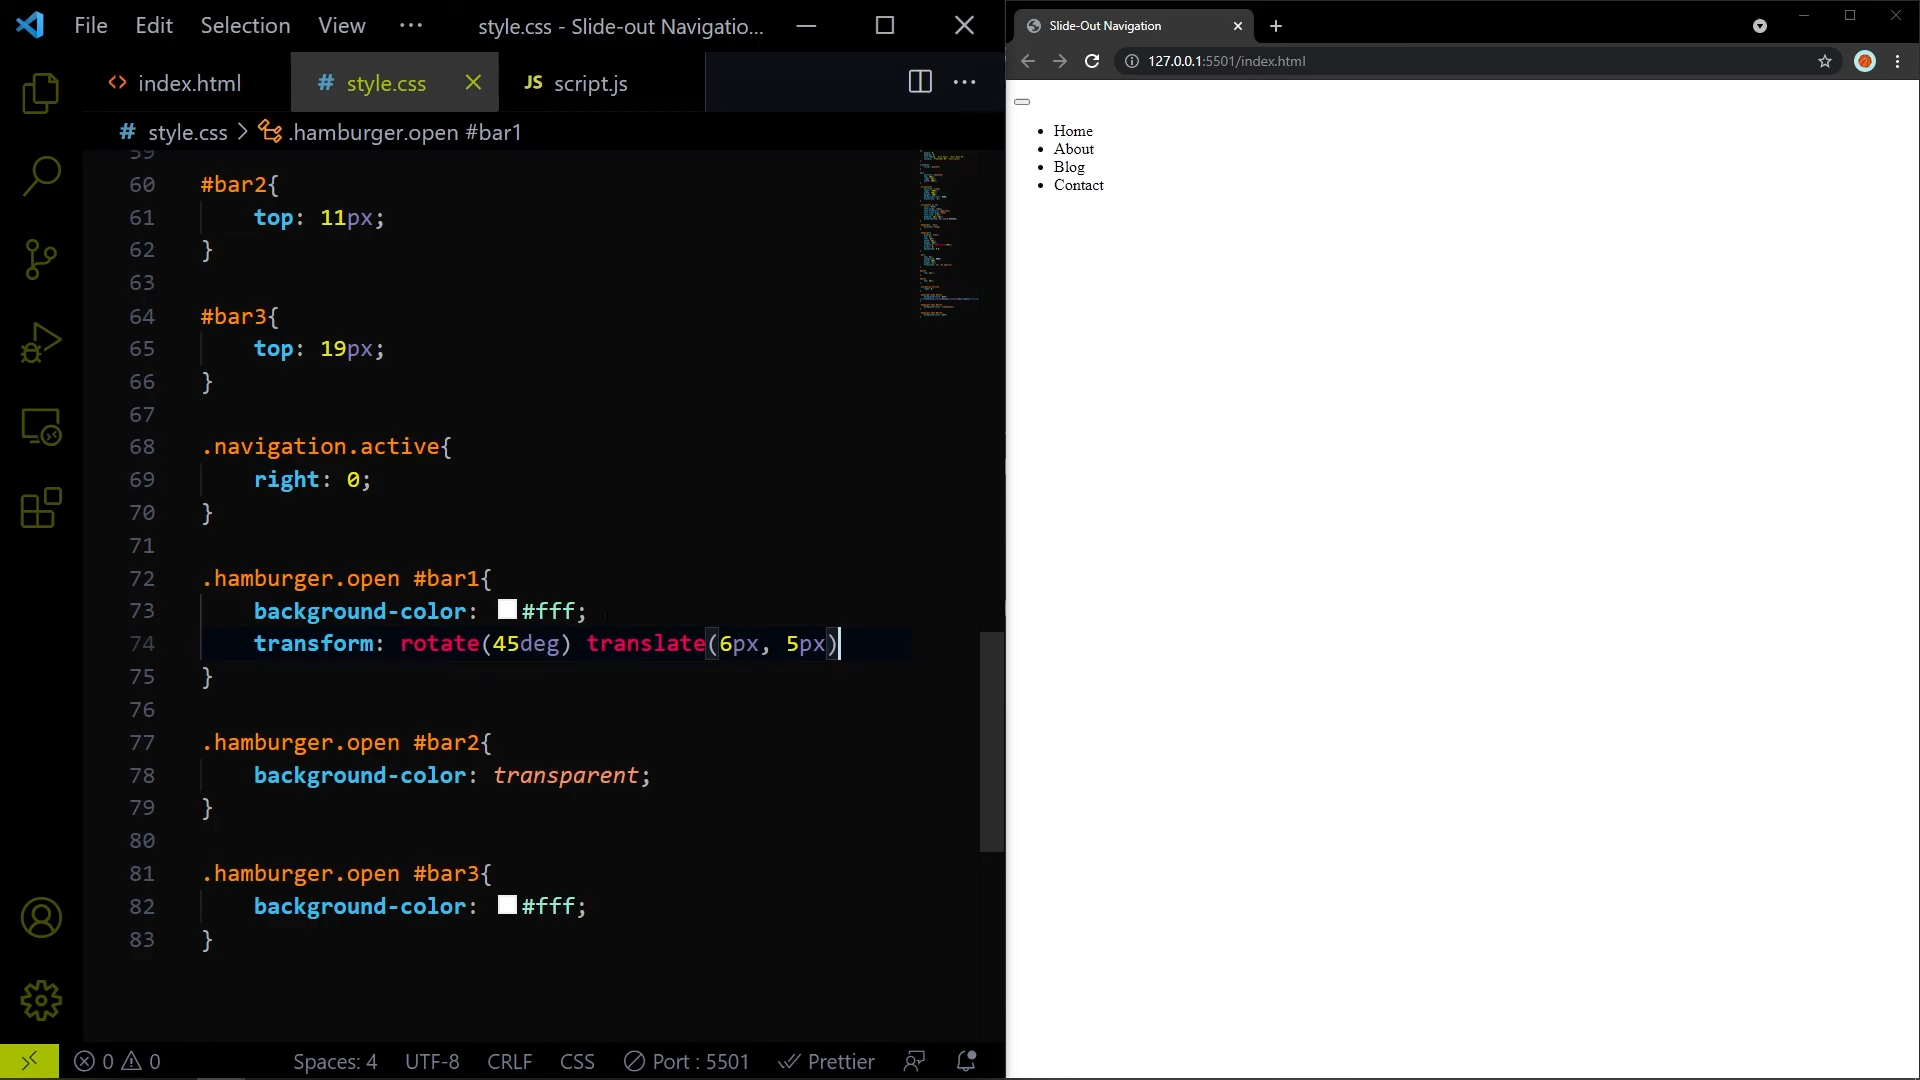 File Edit Selection View ··· style.css - Slide-out Navigatio...
<> index.html # style.css JS script.js
# style.css > .hamburger.open #bar1
59
60 #bar2{
61 top: 11px;
62 }
63
64 #bar3{
65 top: 19px;
66 }
67
68 .navigation.active{
69 right: 0;
70 }
71
72 .hamburger.open #bar1{
73 background-color: #fff;
74 transform: rotate(45deg) translate(6px, 5px)
75 }
76
77 .hamburger.open #bar2{
78 background-color: transparent;
79 }
80
81 .hamburger.open #bar3{
82 background-color: #fff;
83 }
0 0 Spaces: 4 UTF-8 CRLF CSS Port : 5501 Prettier
Slide-Out Navigation
127.0.0.1:5501/index.html
• Home
• About
• Blog
• Contact